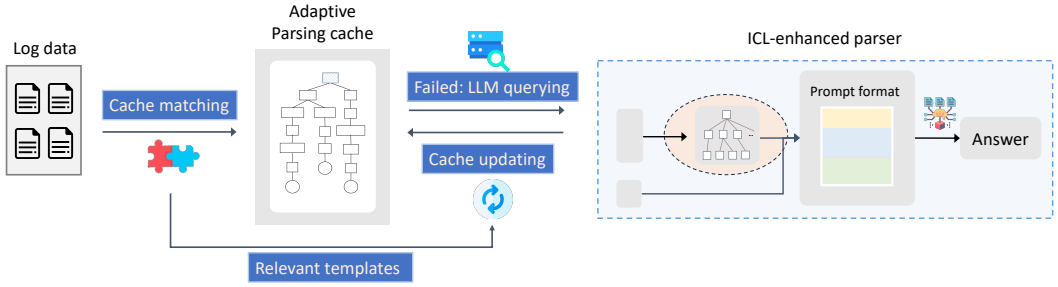 Log data
Adaptive
Parsing cache
Cache matching
Failed: LLM querying
Cache updating
Relevant templates
ICL-enhanced parser
Prompt format
Answer